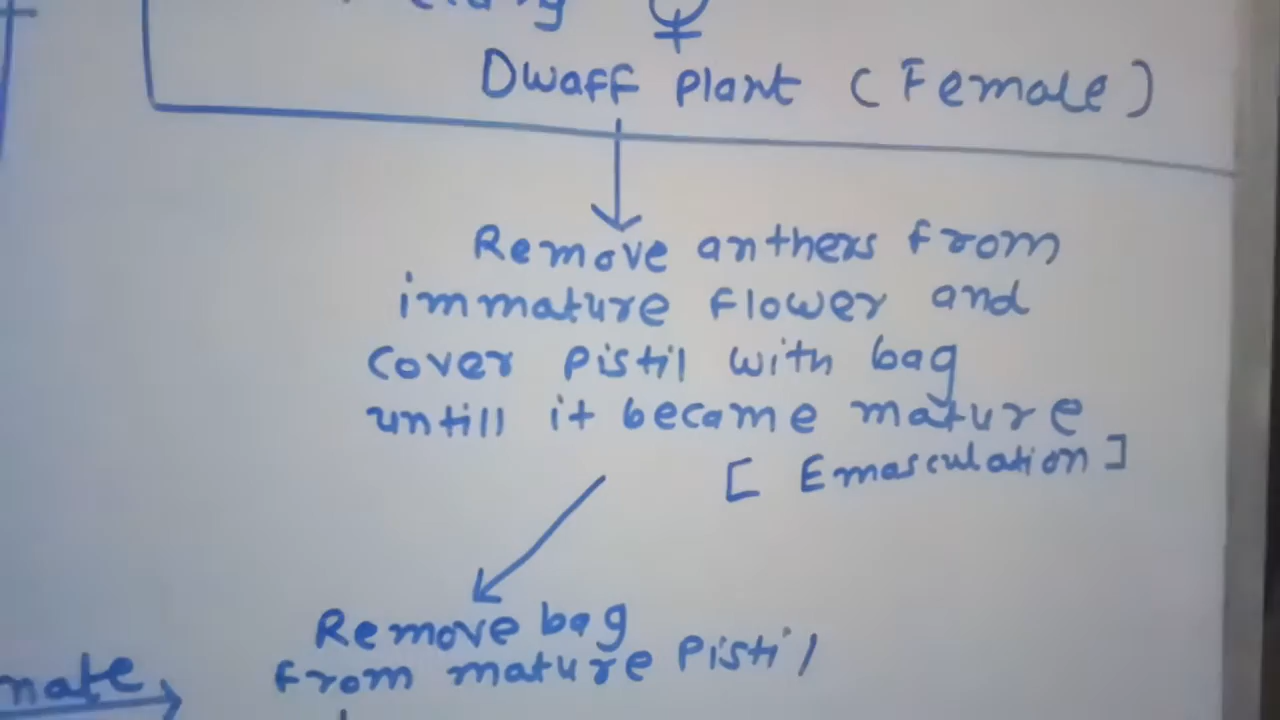 ♀
Dwaff Plant (Female)
Remove anthers from
immature flower and
cover Pistil with bag
untill it became mature
[Emasculation]
Remove bag
from mature Pistil